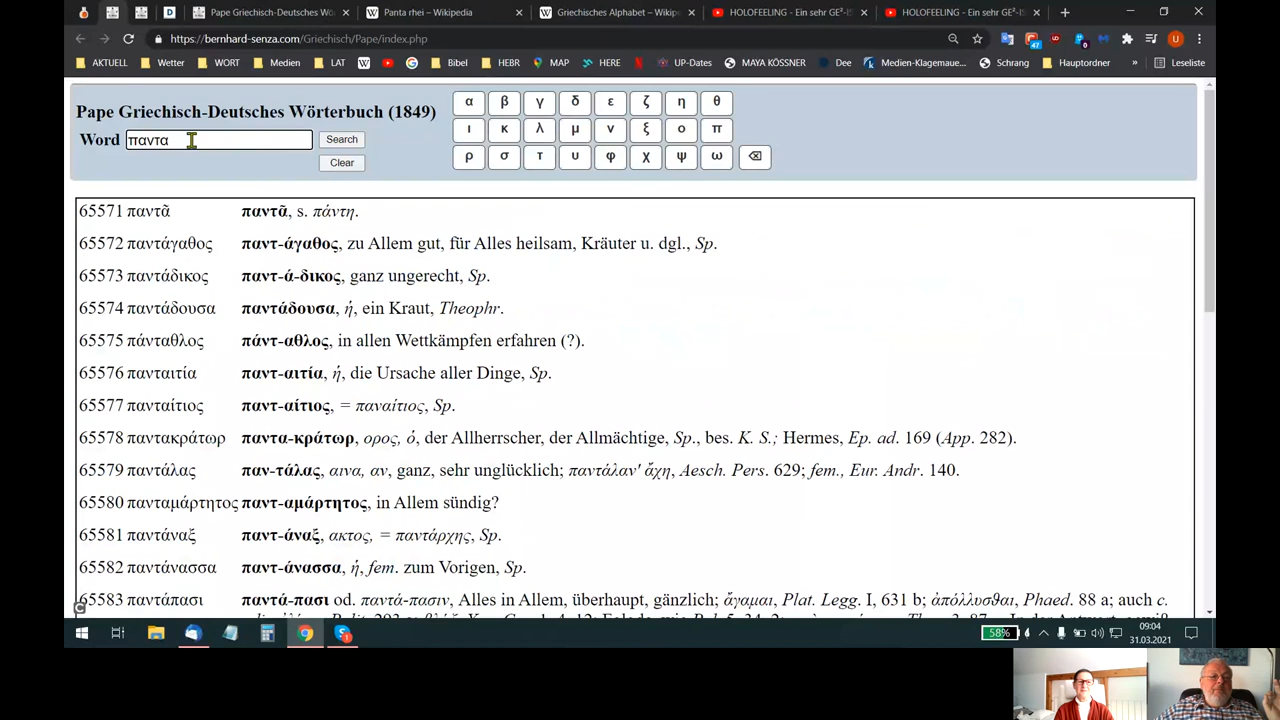 Pape Griechisch-Deutsches Wö
Panta rhei – Wikipedia
Griechisches Alphabet – Wikip
HOLOFEELING - Ein sehr GE²-IS
HOLOFEELING - Ein sehr GE²-IS
https://bernhard-senza.com/Griechisch/Pape/index.php
AKTUELL Wetter WORT Medien LAT Bibel HEBR MAP HERE UP-Dates MAYA KÖSSNER Dee Medien-Klagemaue... Schrang Hauptordner » Leseliste
Pape Griechisch-Deutsches Wörterbuch (1849)
Word παντα Search
Clear
α β γ δ ε ζ η θ
ι κ λ μ ν ξ ο π
ρ σ τ υ φ χ ψ ω
65571 παντᾶ παντᾶ, s. πάντη.
65572 παντάγαθος παντ-άγαθος, zu Allem gut, für Alles heilsam, Kräuter u. dgl., Sp.
65573 παντάδικος παντ-ά-δικος, ganz ungerecht, Sp.
65574 παντάδουσα παντάδουσα, ἡ, ein Kraut, Theophr.
65575 πάνταθλος πάντ-αθλος, in allen Wettkämpfen erfahren (?).
65576 πανταιτία παντ-αιτία, ἡ, die Ursache aller Dinge, Sp.
65577 πανταίτιος παντ-αίτιος, = παναίτιος, Sp.
65578 παντακράτωρ παντα-κράτωρ, ορος, ὁ, der Allherrscher, der Allmächtige, Sp., bes. K. S.; Hermes, Ep. ad. 169 (App. 282).
65579 παντάλας παν-τάλας, αινα, αν, ganz, sehr unglücklich; παντάλαν' ἄχη, Aesch. Pers. 629; fem., Eur. Andr. 140.
65580 πανταμάρτητος παντ-αμάρτητος, in Allem sündig?
65581 παντάναξ παντ-άναξ, ακτος, = παντάρχης, Sp.
65582 παντάνασσα παντ-άνασσα, ἡ, fem. zum Vorigen, Sp.
65583 παντάπασι παντά-πασι od. παντά-πασιν, Alles in Allem, überhaupt, gänzlich; ἄγαμαι, Plat. Legg. I, 631 b; ἀπόλλυσθαι, Phaed. 88 a; auch c.
58%
09:04
31.03.2021